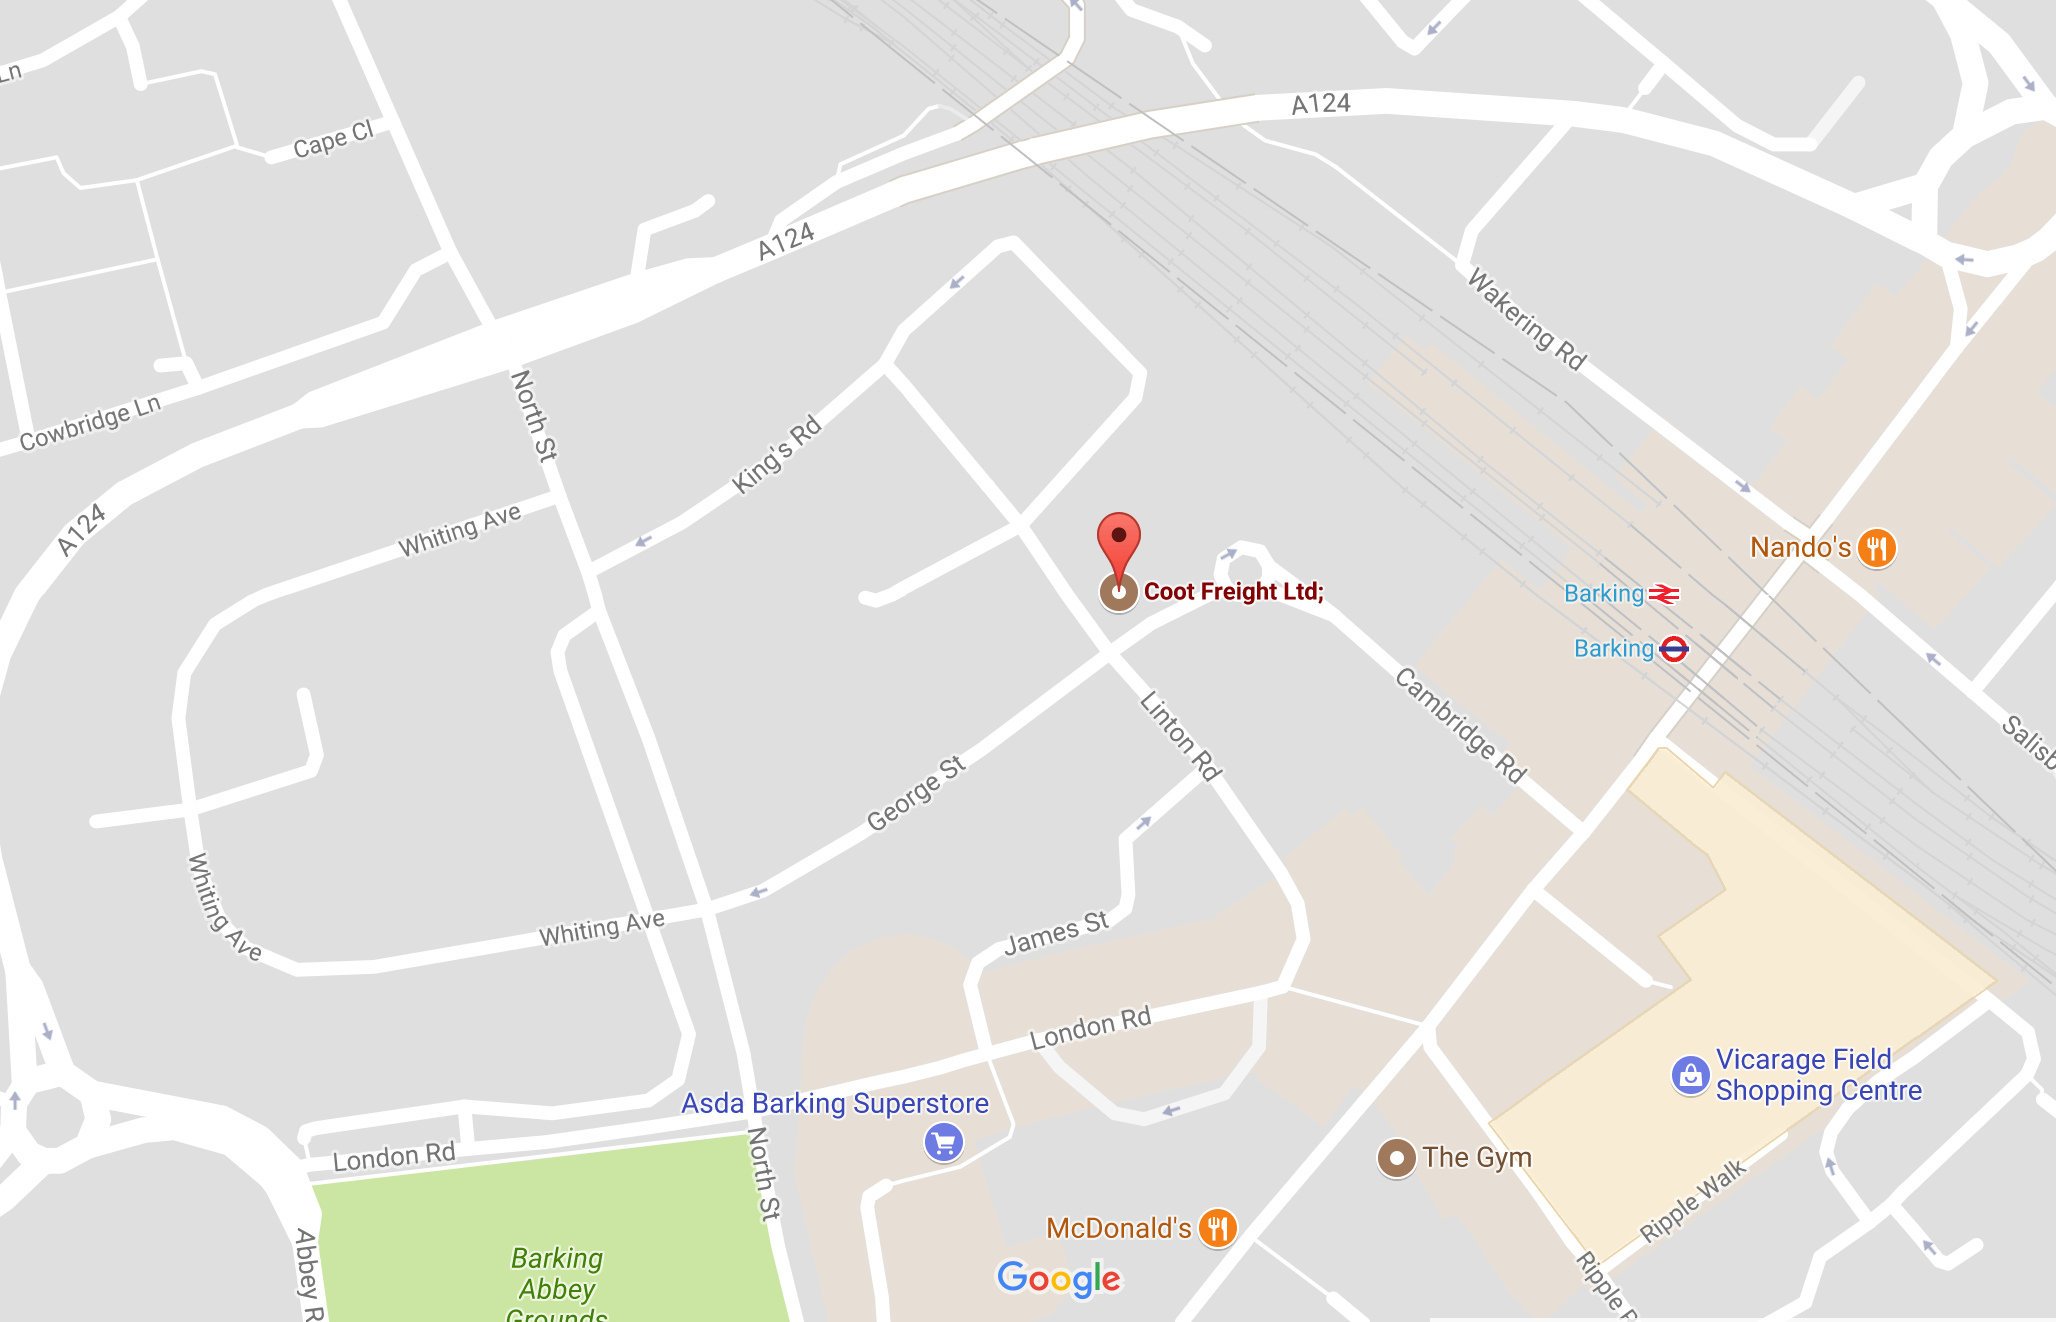 Ln
Cape Cl
A124
A124
Wakering Rd
Cowbridge Ln
North St
King's Rd
A124
Whiting Ave
Coot Freight Ltd;
Nando's
Barking
Barking
Cambridge Rd
Linton Rd
George St
Salisb
Whiting Ave
Whiting Ave
James St
London Rd
Vicarage Field
Shopping Centre
Asda Barking Superstore
London Rd
North St
The Gym
Ripple Walk
McDonald's
Abbey R
Barking
Abbey
Grounds
Google
Ripple R